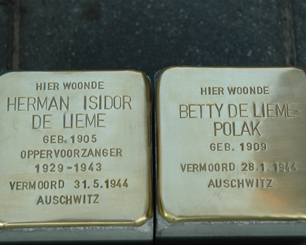 HIER WOONDE
HERMAN ISIDOR
DE LIEME
GEB. 1905
OPPERVOORZANGER
1929-1943
VERMOORD 31.5.1944
AUSCHWITZ
HIER WOONDE
BETTY DE LIEME-
POLAK
GEB. 1909
VERMOORD 28.1.1944
AUSCHWITZ